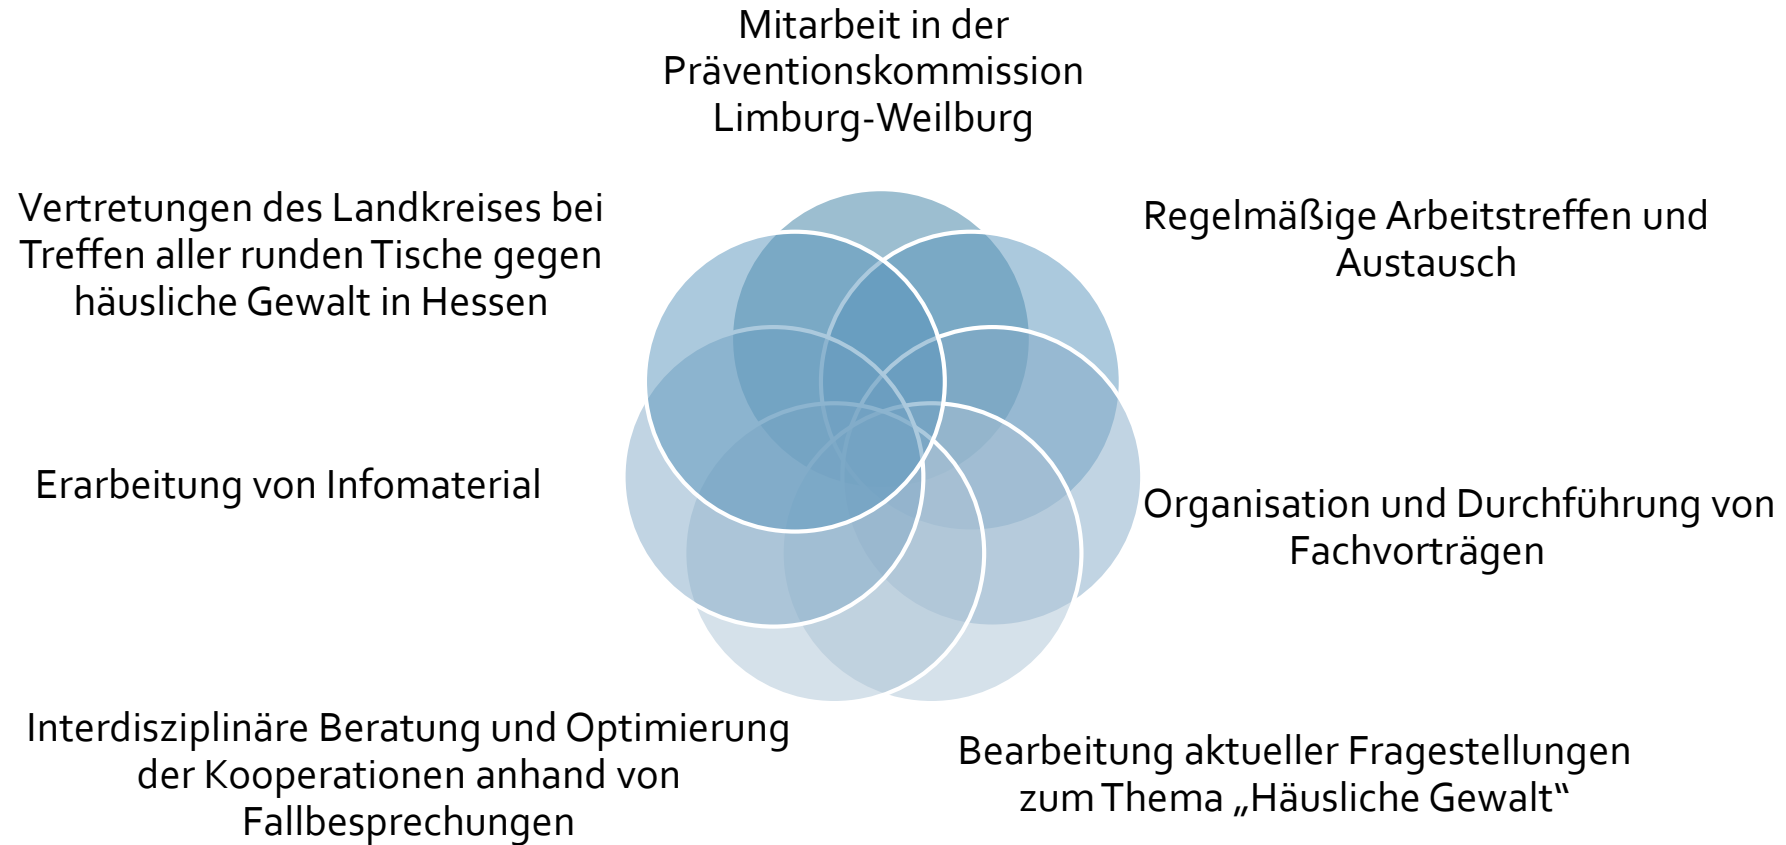 Mitarbeit in der
Präventionskommission
Limburg-Weilburg
Vertretungen des Landkreises bei
Treffen aller runden Tische gegen
häusliche Gewalt in Hessen
Regelmäßige Arbeitstreffen und
Austausch
Erarbeitung von Infomaterial
Organisation und Durchführung von
Fachvorträgen
Interdisziplinäre Beratung und Optimierung
der Kooperationen anhand von
Fallbesprechungen
Bearbeitung aktueller Fragestellungen
zum Thema „Häusliche Gewalt“